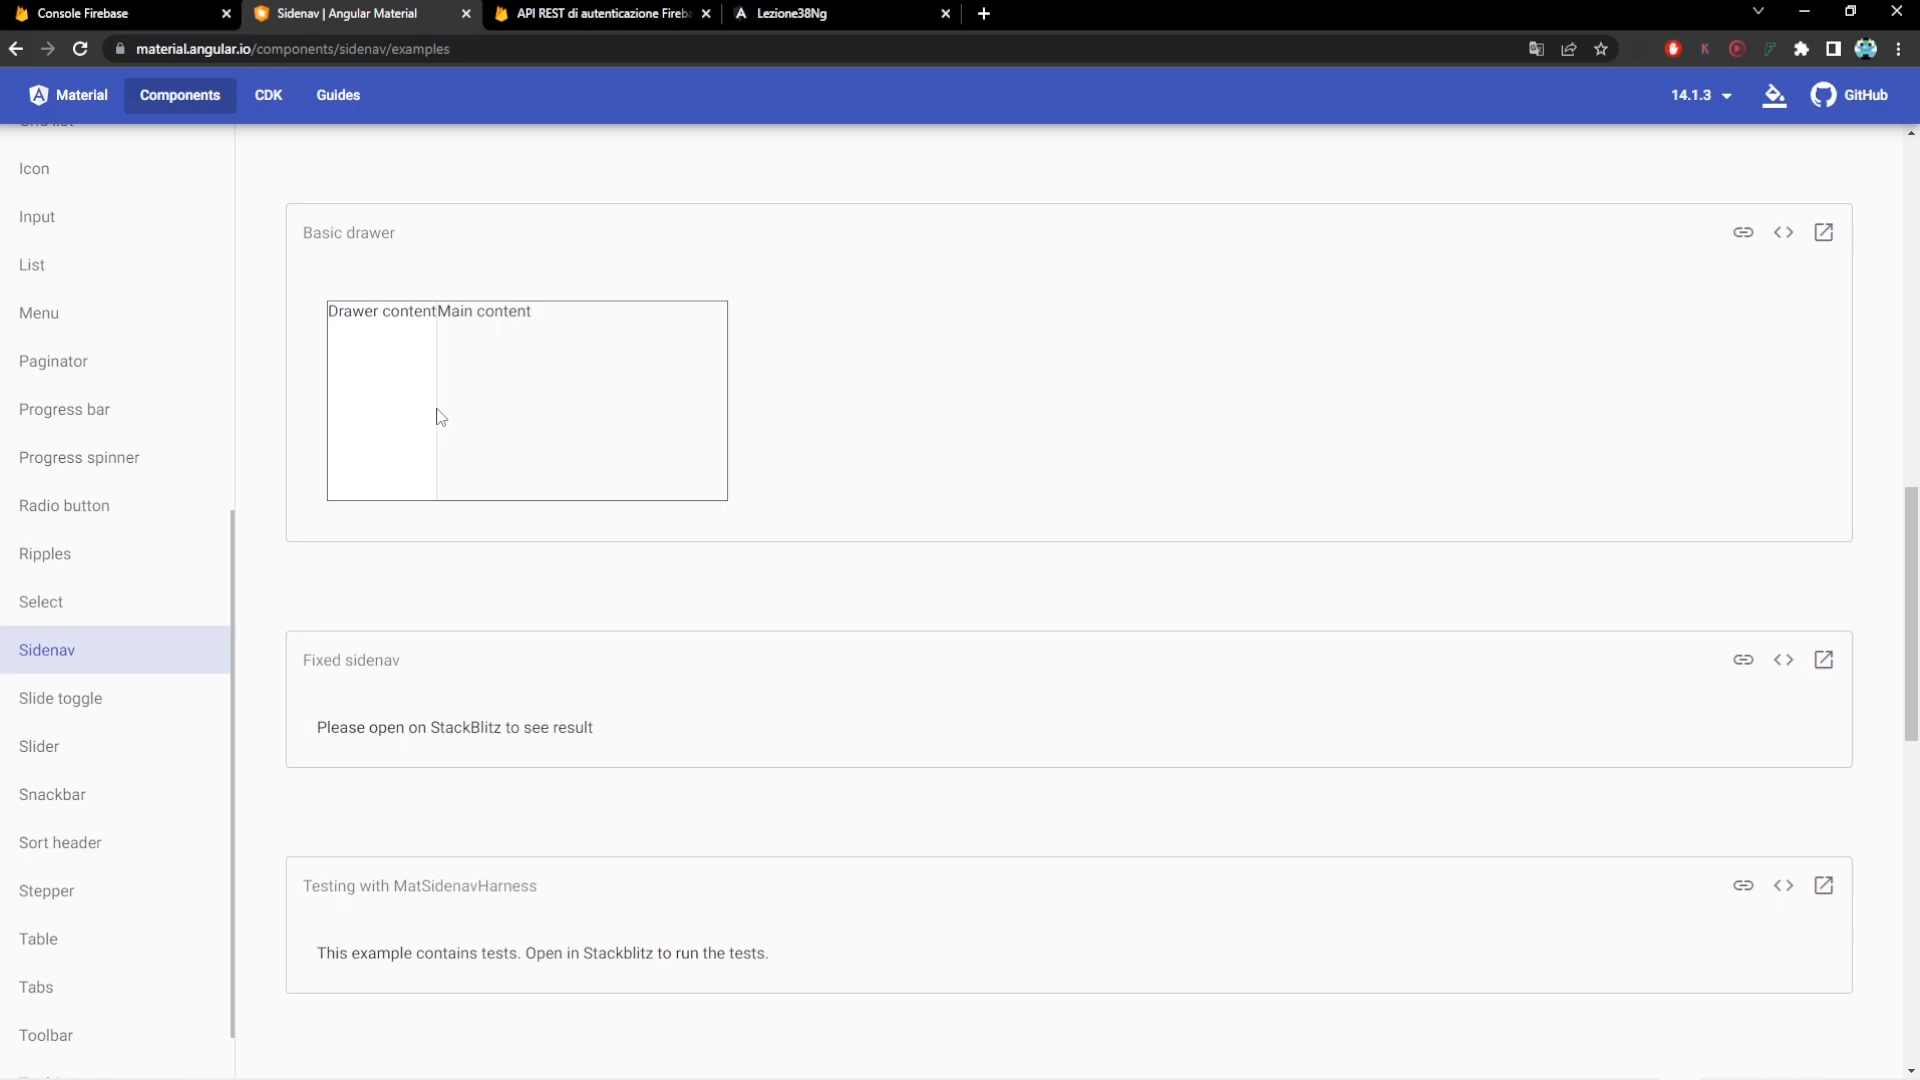 Console Firebase
Sidenav | Angular Material
API REST di autenticazione Fireb
Lezione38Ng
material.angular.io/components/sidenav/examples
Material
Components
CDK
Guides
14.1.3
GitHub
Icon
Input
List
Menu
Paginator
Progress bar
Progress spinner
Radio button
Ripples
Select
Sidenav
Slide toggle
Slider
Snackbar
Sort header
Stepper
Table
Tabs
Toolbar
Basic drawer
Drawer content
Main content
Fixed sidenav
Please open on StackBlitz to see result
Testing with MatSidenavHarness
This example contains tests. Open in Stackblitz to run the tests.